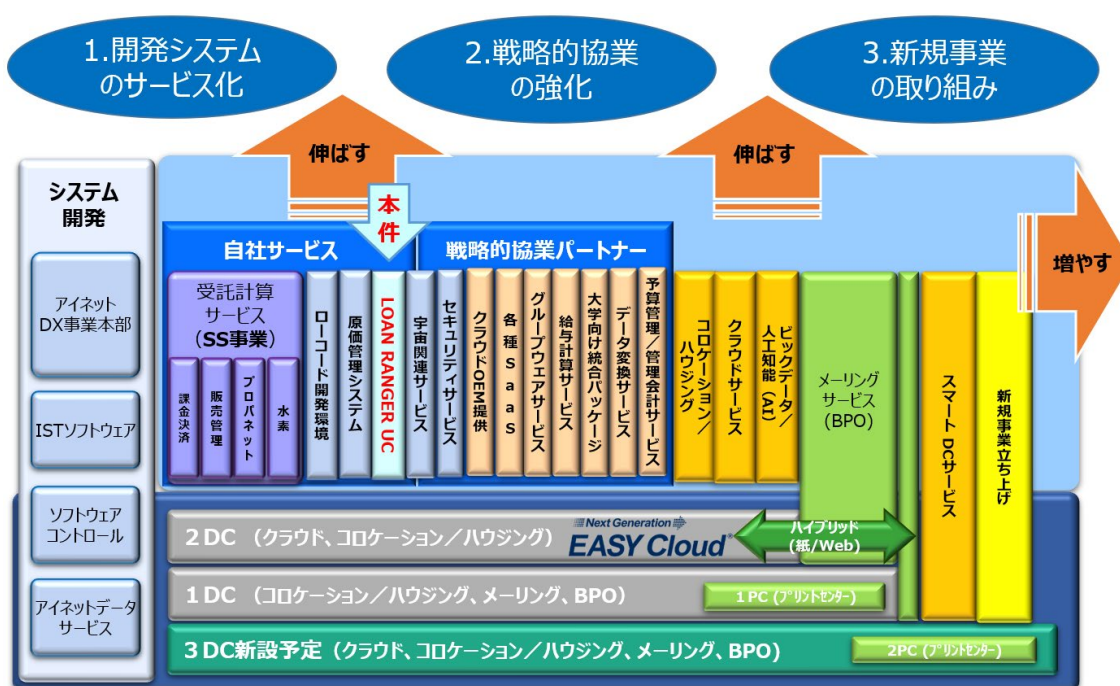 1.開発システム
のサービス化
2.戦略的協業
の強化
3.新規事業
の取り組み
伸ばす
伸ばす
増やす
本件
システム
開発
アイネット
DX事業本部
ISTソフトウェア
ソフトウェア
コントロール
アイネットデータ
サービス
自社サービス
戦略的協業パートナー
受託計算
サービス
(SS事業)
課金決済
販売管理
プロパネット
水素
ローコード開発環境
原価管理システム
LOAN RANGER UC
宇宙関連サービス
セキュリティサービス
クラウドOEM提供
各種SaaS
グループウェアサービス
給与計算サービス
大学向け統合パッケージ
データ変換サービス
予算管理/管理会計サービス
コロケーション/
ハウジング
クラウドサービス
ビックデータ/
人工知能(AI)
メーリング
サービス
(BPO)
スマートDCサービス
新規事業立ち上げ
2DC (クラウド、コロケーション/ハウジング)
Next Generation
EASY Cloud®
ハイブリッド
(紙/Web)
1DC (コロケーション/ハウジング、メーリング、BPO)
1PC(プリントセンター)
3DC新設予定 (クラウド、コロケーション/ハウジング、メーリング、BPO)
2PC(プリントセンター)